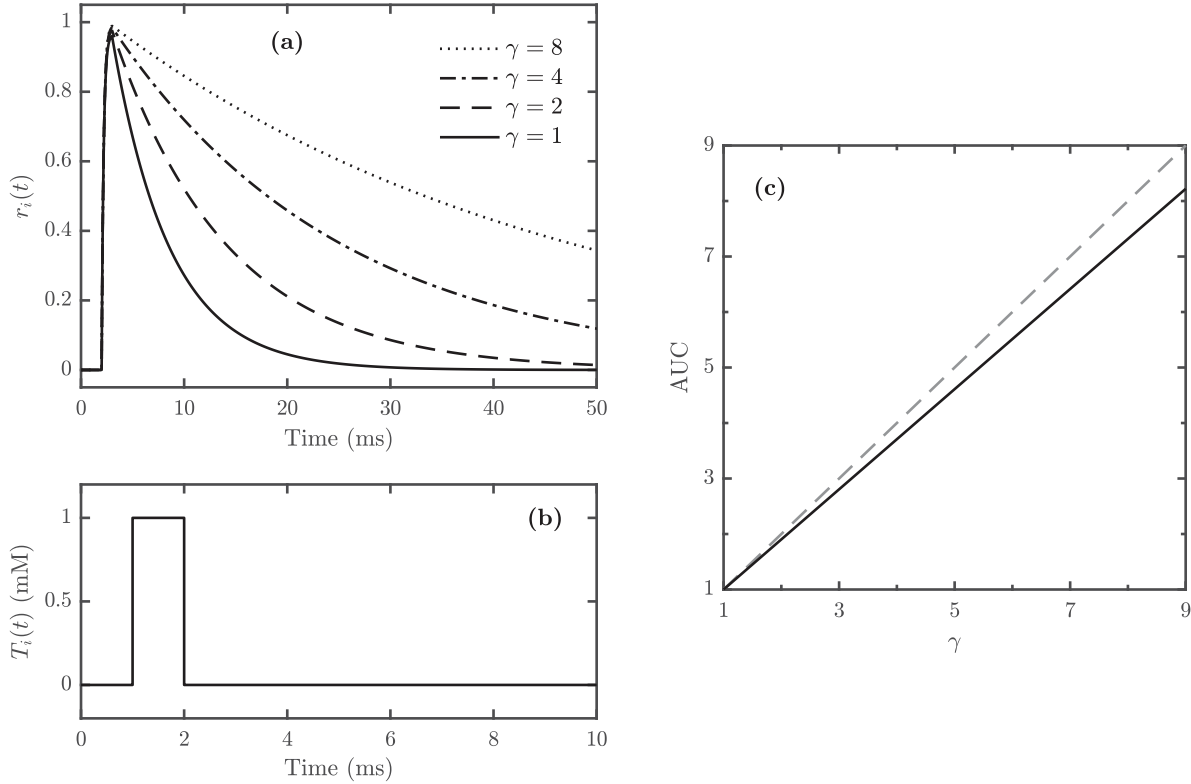 1
0.8
0.6
0.4
0.2
0
r_i(t)
(a)
γ = 8
γ = 4
γ = 2
γ = 1
0 10 20 30 40 50
Time (ms)
1
0.5
0
T_i(t) (mM)
(b)
0 2 4 6 8 10
Time (ms)
9
7
5
3
1
AUC
(c)
1 3 5 7 9
γ